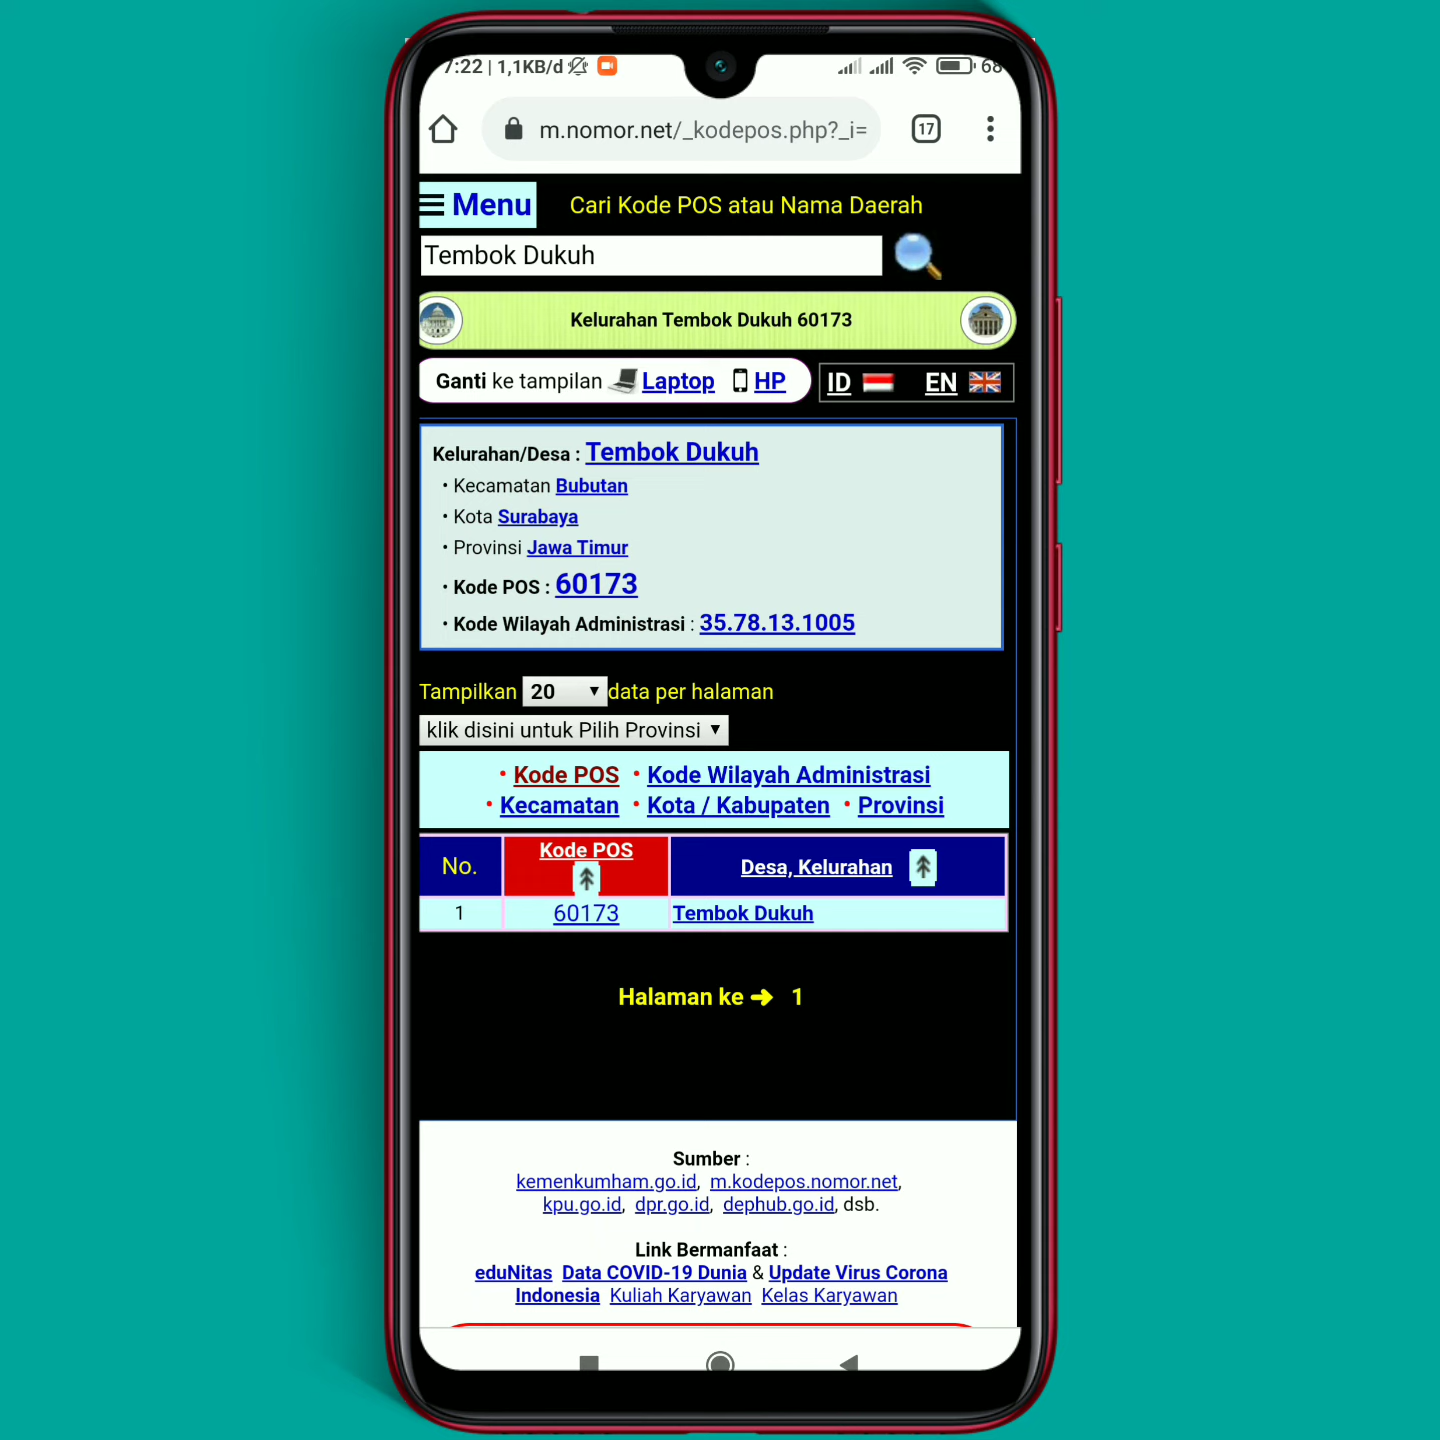 7:22 | 1,1KB/d
68
m.nomor.net/_kodepos.php?_i=
17
Menu
Cari Kode POS atau Nama Daerah
Tembok Dukuh
Kelurahan Tembok Dukuh 60173
Ganti ke tampilan Laptop HP
ID EN
Kelurahan/Desa : Tembok Dukuh
• Kecamatan Bubutan
• Kota Surabaya
• Provinsi Jawa Timur
• Kode POS : 60173
• Kode Wilayah Administrasi : 35.78.13.1005
Tampilkan 20 ▼ data per halaman
klik disini untuk Pilih Provinsi ▼
• Kode POS • Kode Wilayah Administrasi
• Kecamatan • Kota / Kabupaten • Provinsi
No. Kode POS Desa, Kelurahan
1 60173 Tembok Dukuh
Halaman ke ➜ 1
Sumber :
kemenkumham.go.id, m.kodepos.nomor.net,
kpu.go.id, dpr.go.id, dephub.go.id, dsb.
Link Bermanfaat :
eduNitas Data COVID-19 Dunia & Update Virus Corona
Indonesia Kuliah Karyawan Kelas Karyawan